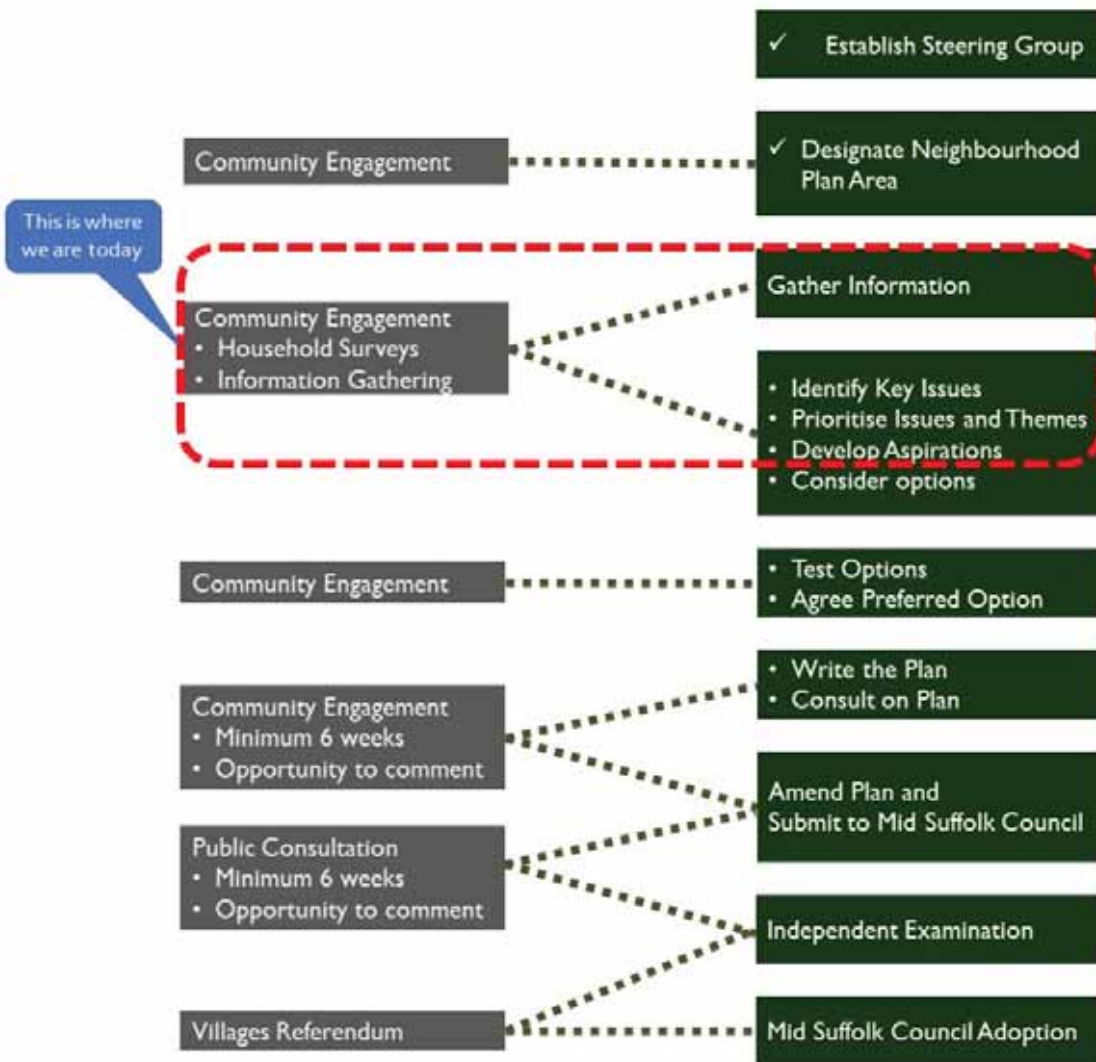 ✓ Establish Steering Group
Community Engagement
✓ Designate Neighbourhood
Plan Area
This is where
we are today
Gather Information
Community Engagement
• Household Surveys
• Information Gathering
• Identify Key Issues
• Prioritise Issues and Themes
• Develop Aspirations
• Consider options
Community Engagement
• Test Options
• Agree Preferred Option
• Write the Plan
• Consult on Plan
Community Engagement
• Minimum 6 weeks
• Opportunity to comment
Amend Plan and
Submit to Mid Suffolk Council
Public Consultation
• Minimum 6 weeks
• Opportunity to comment
Independent Examination
Villages Referendum
Mid Suffolk Council Adoption